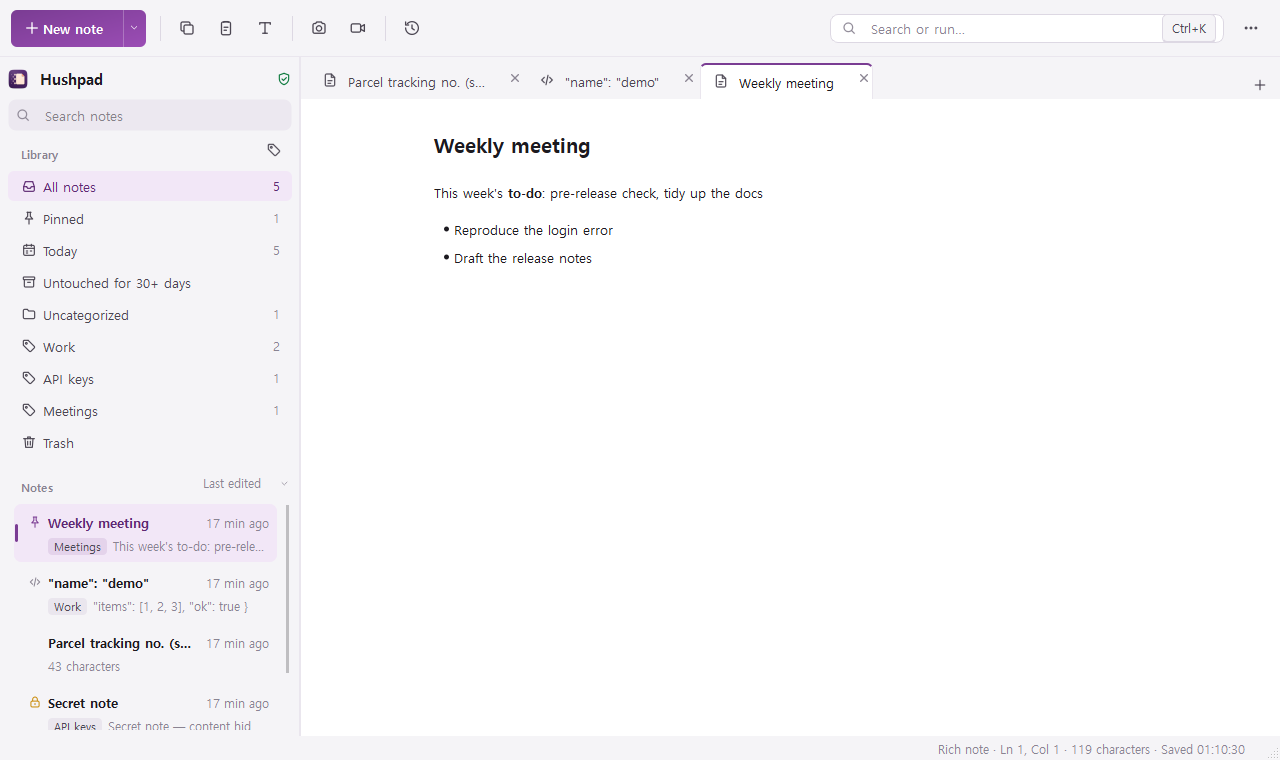 New note
Search or run...
Ctrl+K
Hushpad
Search notes
Library
All notes 5
Pinned 1
Today 5
Untouched for 30+ days
Uncategorized 1
Work 2
API keys 1
Meetings 1
Trash
Notes
Last edited
Weekly meeting 17 min ago
Meetings This week's to-do: pre-rele...
"name": "demo" 17 min ago
Work "items": [1, 2, 3], "ok": true }
Parcel tracking no. (s... 17 min ago
43 characters
Secret note 17 min ago
API keys Secret note — content hid
Parcel tracking no. (s...
"name": "demo"
Weekly meeting
Weekly meeting
This week's to-do: pre-release check, tidy up the docs
• Reproduce the login error
• Draft the release notes
Rich note · Ln 1, Col 1 · 119 characters · Saved 01:10:30